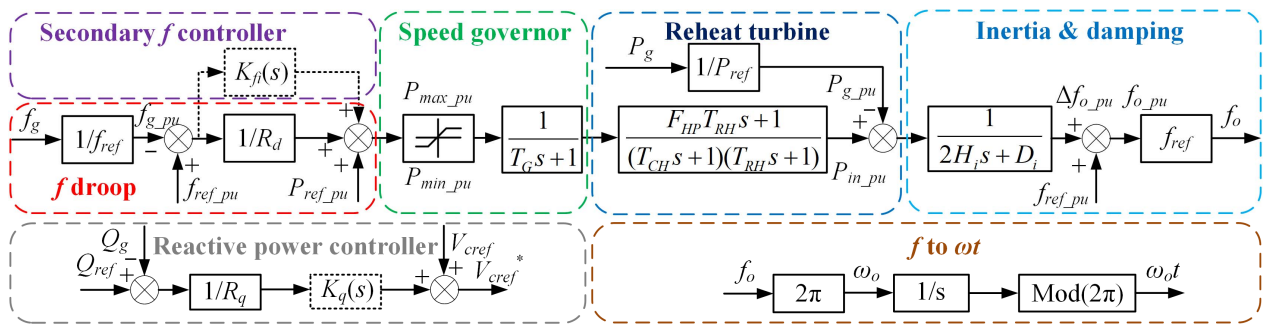 Secondary f controller
K_fi(s)
f_g
1/f_ref
f_g_pu
−
+
f_ref_pu
1/R_d
+
+
+
P_ref_pu
f droop
Speed governor
P_max_pu
P_min_pu
1
T_G s+1
Reheat turbine
P_g
1/P_ref
P_g_pu
−
+
F_HP T_RH s+1
(T_CH s+1)(T_RH s+1)
P_in_pu
Inertia & damping
1
2H_i s+D_i
Δf_o_pu
+
+
f_ref_pu
f_o_pu
f_ref
f_o
Reactive power controller
Q_g
−
Q_ref
+
1/R_q
K_q(s)
+
+
V_cref
V_cref*
f to ωt
f_o
2π
ω_o
1/s
Mod(2π)
ω_o t